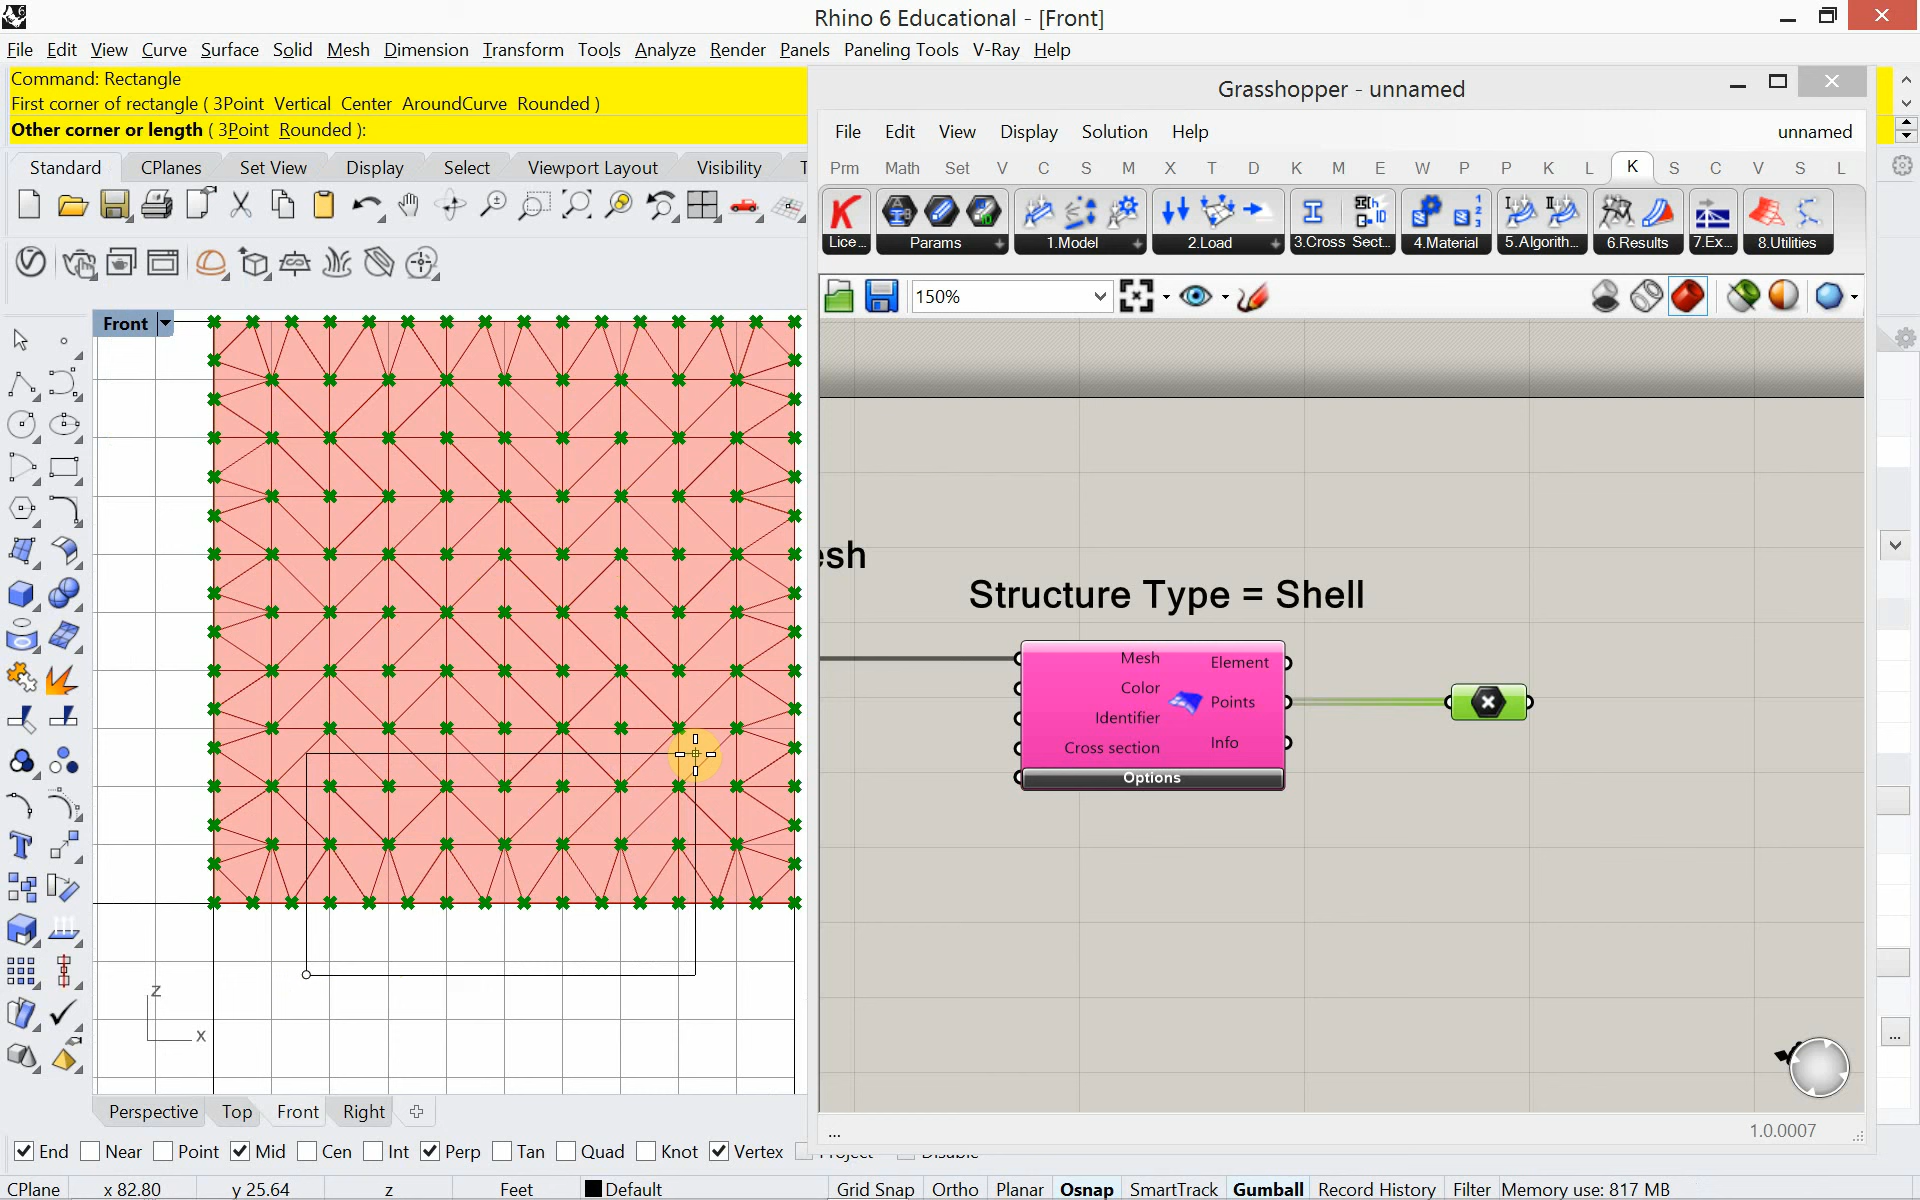 Rhino 6 Educational - [Front]
File Edit View Curve Surface Solid Mesh Dimension Transform Tools Analyze Render Panels Paneling Tools V-Ray Help
Command: Rectangle
First corner of rectangle ( 3Point Vertical Center AroundCurve Rounded )
Other corner or length ( 3Point Rounded ):
Standard CPlanes Set View Display Select Viewport Layout Visibility T
Front
z
x
Perspective Top Front Right
End Near Point Mid Cen Int Perp Tan Quad Knot Vertex
CPlane x 82.80 y 25.64 z Feet Default Grid Snap Ortho Planar Osnap SmartTrack Gumball Record History Filter Memory use: 817 MB
Grasshopper - unnamed
File Edit View Display Solution Help unnamed
Prm Math Set V C S M X T D K M E W P P K L K S C V S L
Lice... Params 1.Model 2.Load 3.Cross Sect... 4.Material 5.Algorith... 6.Results 7.Ex... 8.Utilities
150%
esh
Structure Type = Shell
Mesh Element
Color
Points
Identifier
Info
Cross section
Options
...
1.0.0007
...